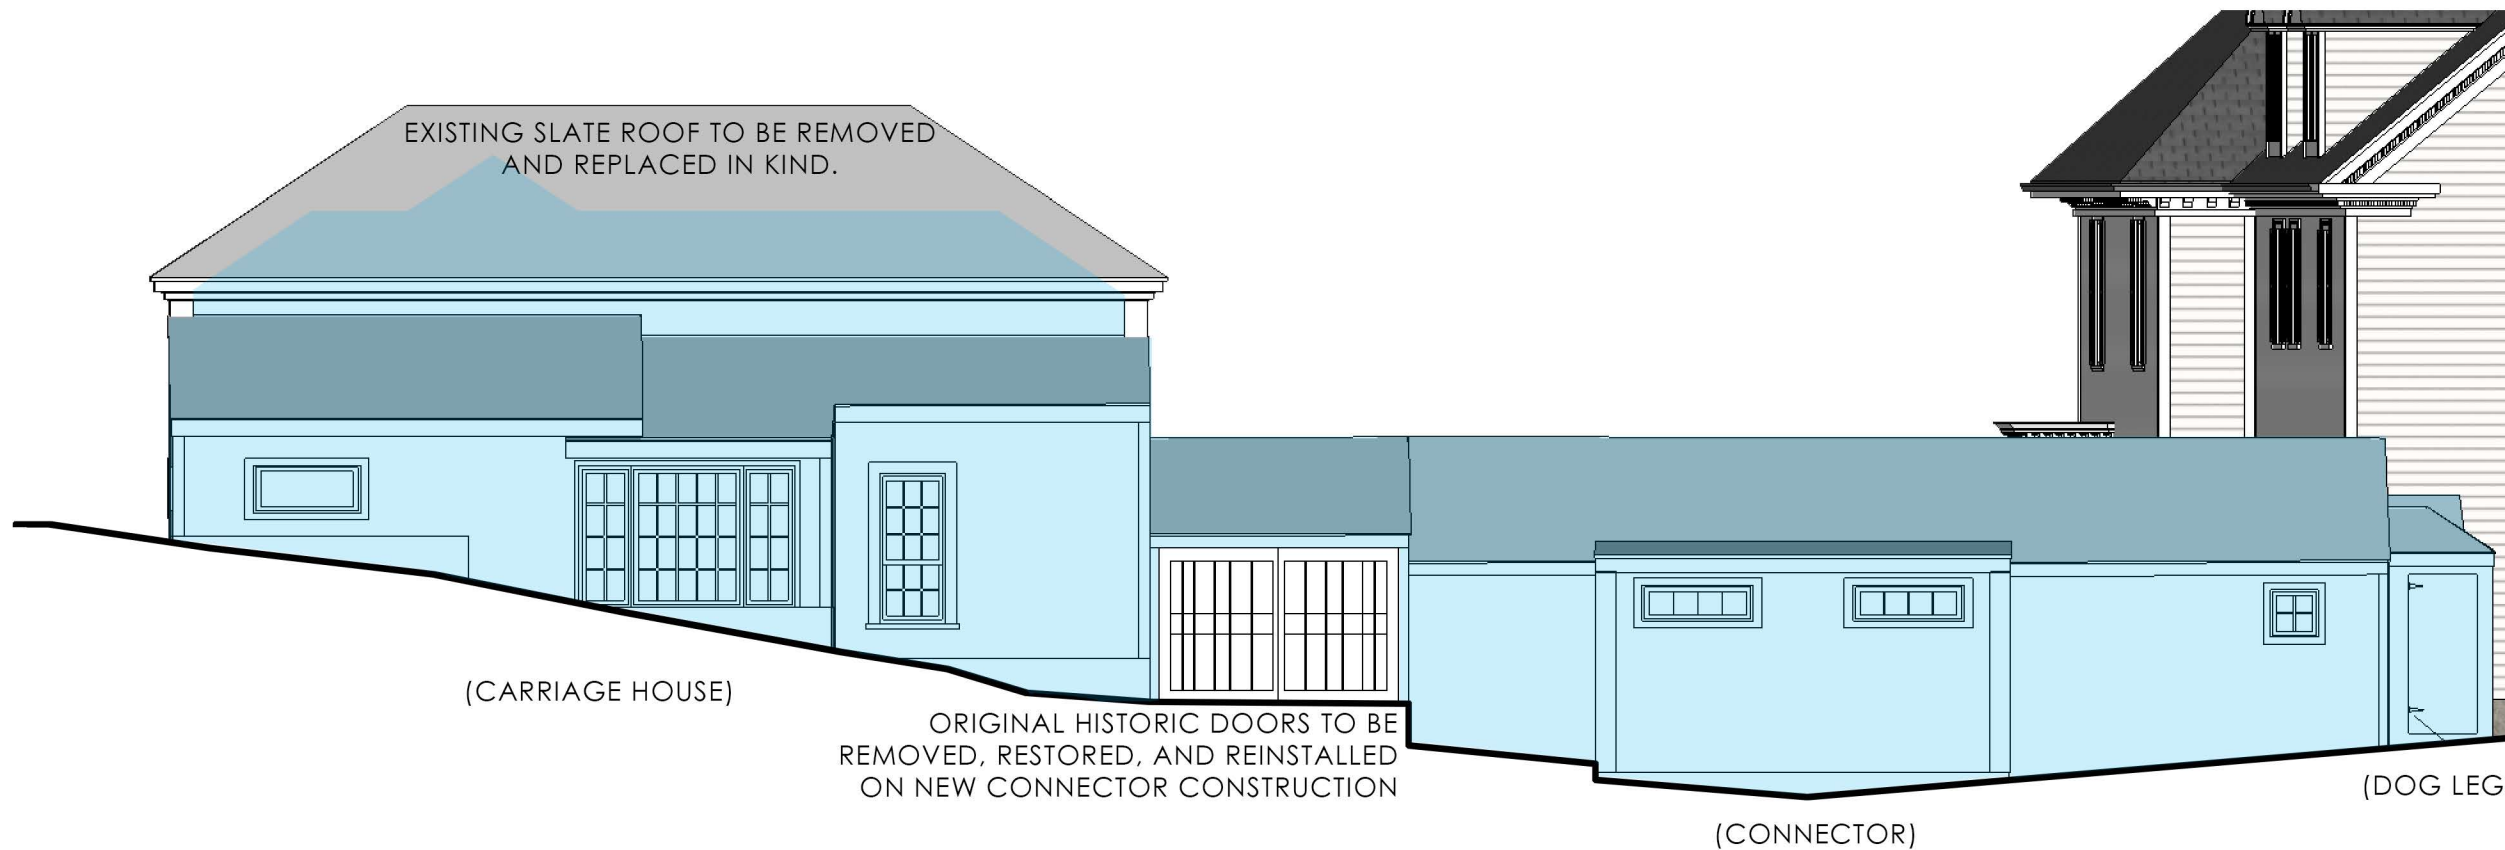 EXISTING SLATE ROOF TO BE REMOVED
AND REPLACED IN KIND.
(CARRIAGE HOUSE)
ORIGINAL HISTORIC DOORS TO BE
REMOVED, RESTORED, AND REINSTALLED
ON NEW CONNECTOR CONSTRUCTION
(CONNECTOR)
(DOG LEG